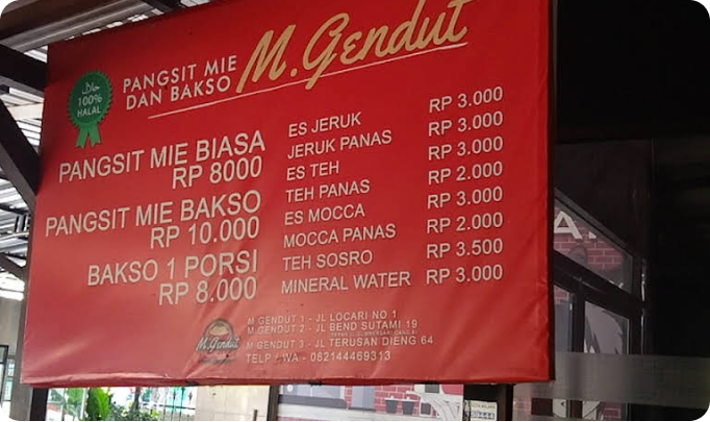 حلال
100%
HALAL
PANGSIT MIE
DAN BAKSO
M.Gendut
PANGSIT MIE BIASA
RP 8000
PANGSIT MIE BAKSO
RP 10.000
BAKSO 1 PORSI
RP 8.000
ES JERUK RP 3.000
JERUK PANAS RP 3.000
ES TEH RP 3.000
TEH PANAS RP 2.000
ES MOCCA RP 3.000
MOCCA PANAS RP 2.000
TEH SOSRO RP 3.500
MINERAL WATER RP 3.000
M.Gendut
M GENDUT 1 - JL LOCARI NO 1
M GENDUT 2 - JL BEND SUTAMI 19
M GENDUT 3 - JL TERUSAN DIENG 64
TELP / WA - 082144469313